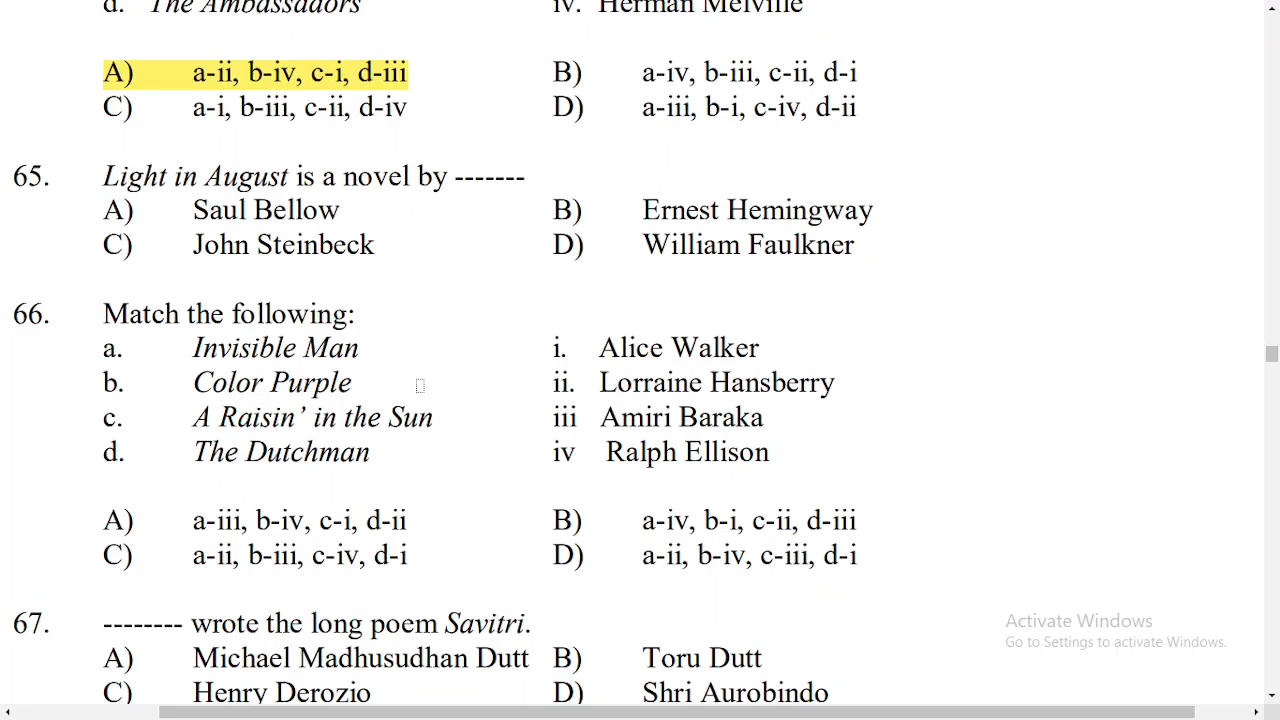 d. The Ambassadors iv. Herman Melville
A) a-ii, b-iv, c-i, d-iii B) a-iv, b-iii, c-ii, d-i
C) a-i, b-iii, c-ii, d-iv D) a-iii, b-i, c-iv, d-ii
65. Light in August is a novel by -------
A) Saul Bellow B) Ernest Hemingway
C) John Steinbeck D) William Faulkner
66. Match the following:
a. Invisible Man i. Alice Walker
b. Color Purple ii. Lorraine Hansberry
c. A Raisin’ in the Sun iii Amiri Baraka
d. The Dutchman iv Ralph Ellison
A) a-iii, b-iv, c-i, d-ii B) a-iv, b-i, c-ii, d-iii
C) a-ii, b-iii, c-iv, d-i D) a-ii, b-iv, c-iii, d-i
67. -------- wrote the long poem Savitri.
A) Michael Madhusudhan Dutt B) Toru Dutt
C) Henry Derozio D) Shri Aurobindo
Activate Windows
Go to Settings to activate Windows.